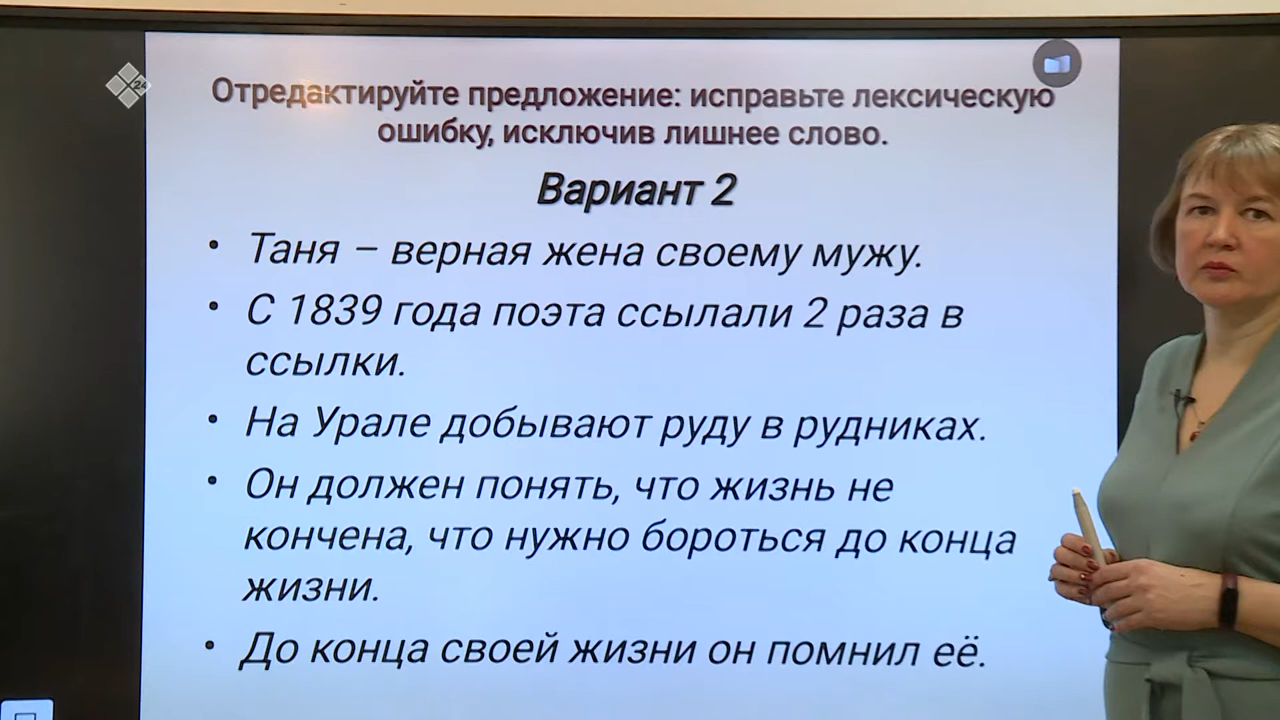 Отредактируйте предложение: исправьте лексическую
ошибку, исключив лишнее слово.
Вариант 2
• Таня – верная жена своему мужу.
• С 1839 года поэта ссылали 2 раза в
ссылки.
• На Урале добывают руду в рудниках.
• Он должен понять, что жизнь не
кончена, что нужно бороться до конца
жизни.
• До конца своей жизни он помнил её.
24